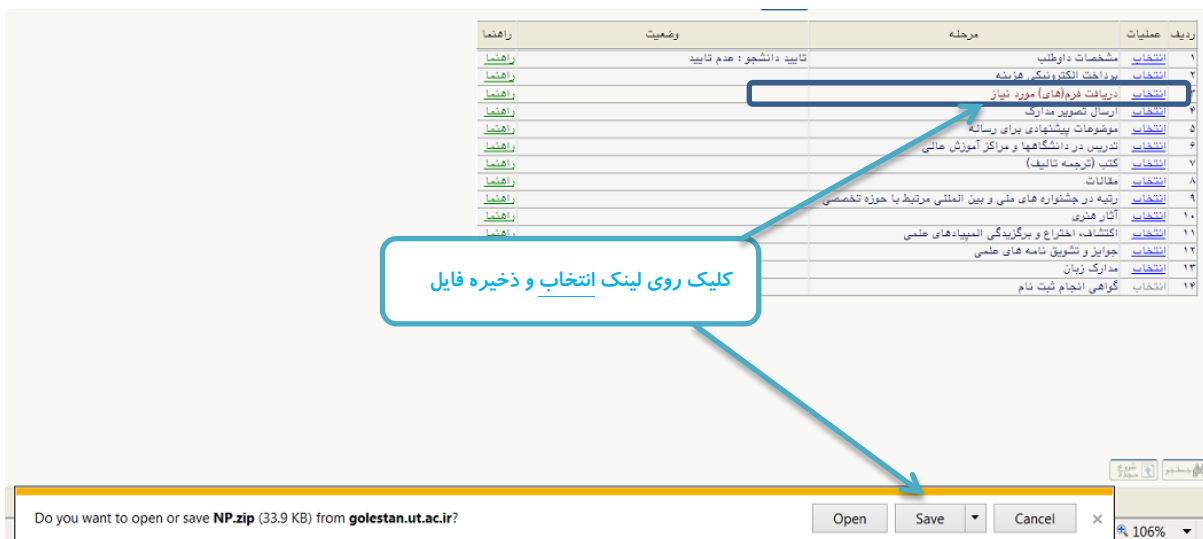 ردیف عملیات مرحله وضعیت راهنما
۱ انتخاب مشخصات داوطلب تایید دانشجو : عدم تایید راهنما
۲ انتخاب پرداخت الکترونیکی هزینه راهنما
۳ انتخاب دریافت فرم(های) مورد نیاز راهنما
۴ انتخاب ارسال تصویر مدارک راهنما
۵ انتخاب موضوعات پیشنهادی برای رساله راهنما
۶ انتخاب تدریس در دانشگاهها و مراکز آموزش عالی راهنما
۷ انتخاب کتب (ترجمه تالیف) راهنما
۸ انتخاب مقالات راهنما
۹ انتخاب رتبه در جشنواره های ملی و بین المللی مرتبط با حوزه تخصصی راهنما
۱۰ انتخاب آثار هنری راهنما
۱۱ انتخاب اکتشاف، اختراع و برگزیدگی المپیادهای علمی راهنما
۱۲ انتخاب جوایز و تشویق نامه های علمی
۱۳ انتخاب مدارک زبان
۱۴ انتخاب گواهی انجام ثبت نام
کلیک روی لینک انتخاب و ذخیره فایل
جستجو شروع مجدد
Do you want to open or save NP.zip (33.9 KB) from golestan.ut.ac.ir? Open Save Cancel ×
106%